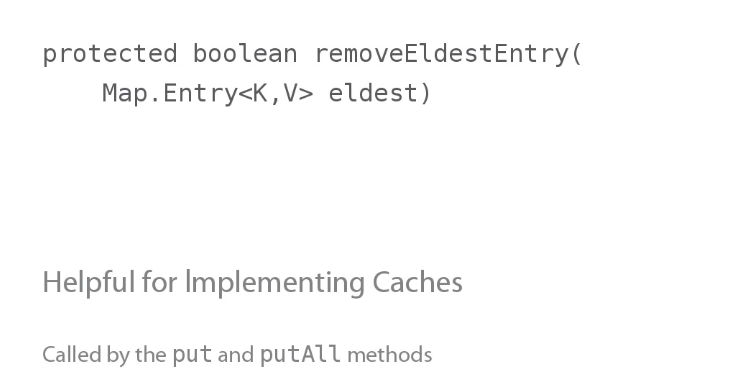 protected boolean removeEldestEntry(
    Map.Entry<K,V> eldest)
Helpful for Implementing Caches
Called by the put and putAll methods